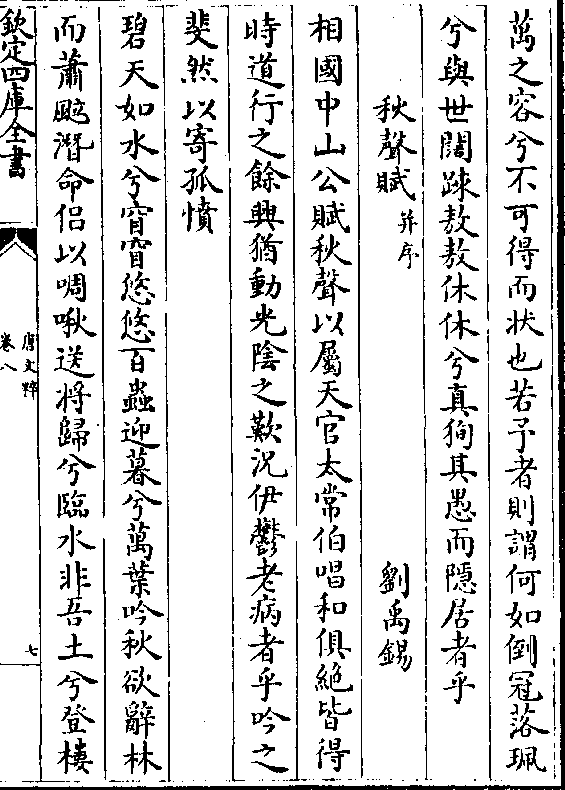 萬之容兮不可得而狀也若予者則謂何如倒冠落珮
兮與世闊踈敖敖休休兮真狥其愚而隱居者乎
秋聲賦并序 劉禹錫
相國中山公賦秋聲以屬天官太常伯唱和俱絶皆得
時道行之餘興猶動光陰之歎況伊鬱老病者乎吟之
斐然以寄孤憤
碧天如水兮窅窅悠悠百蟲迎暮兮萬葉吟秋欲辭林
而蕭颼潛命侣以啁啾送將歸兮臨水非吾土兮登樓
欽定四庫全書
唐文粹
卷八
七